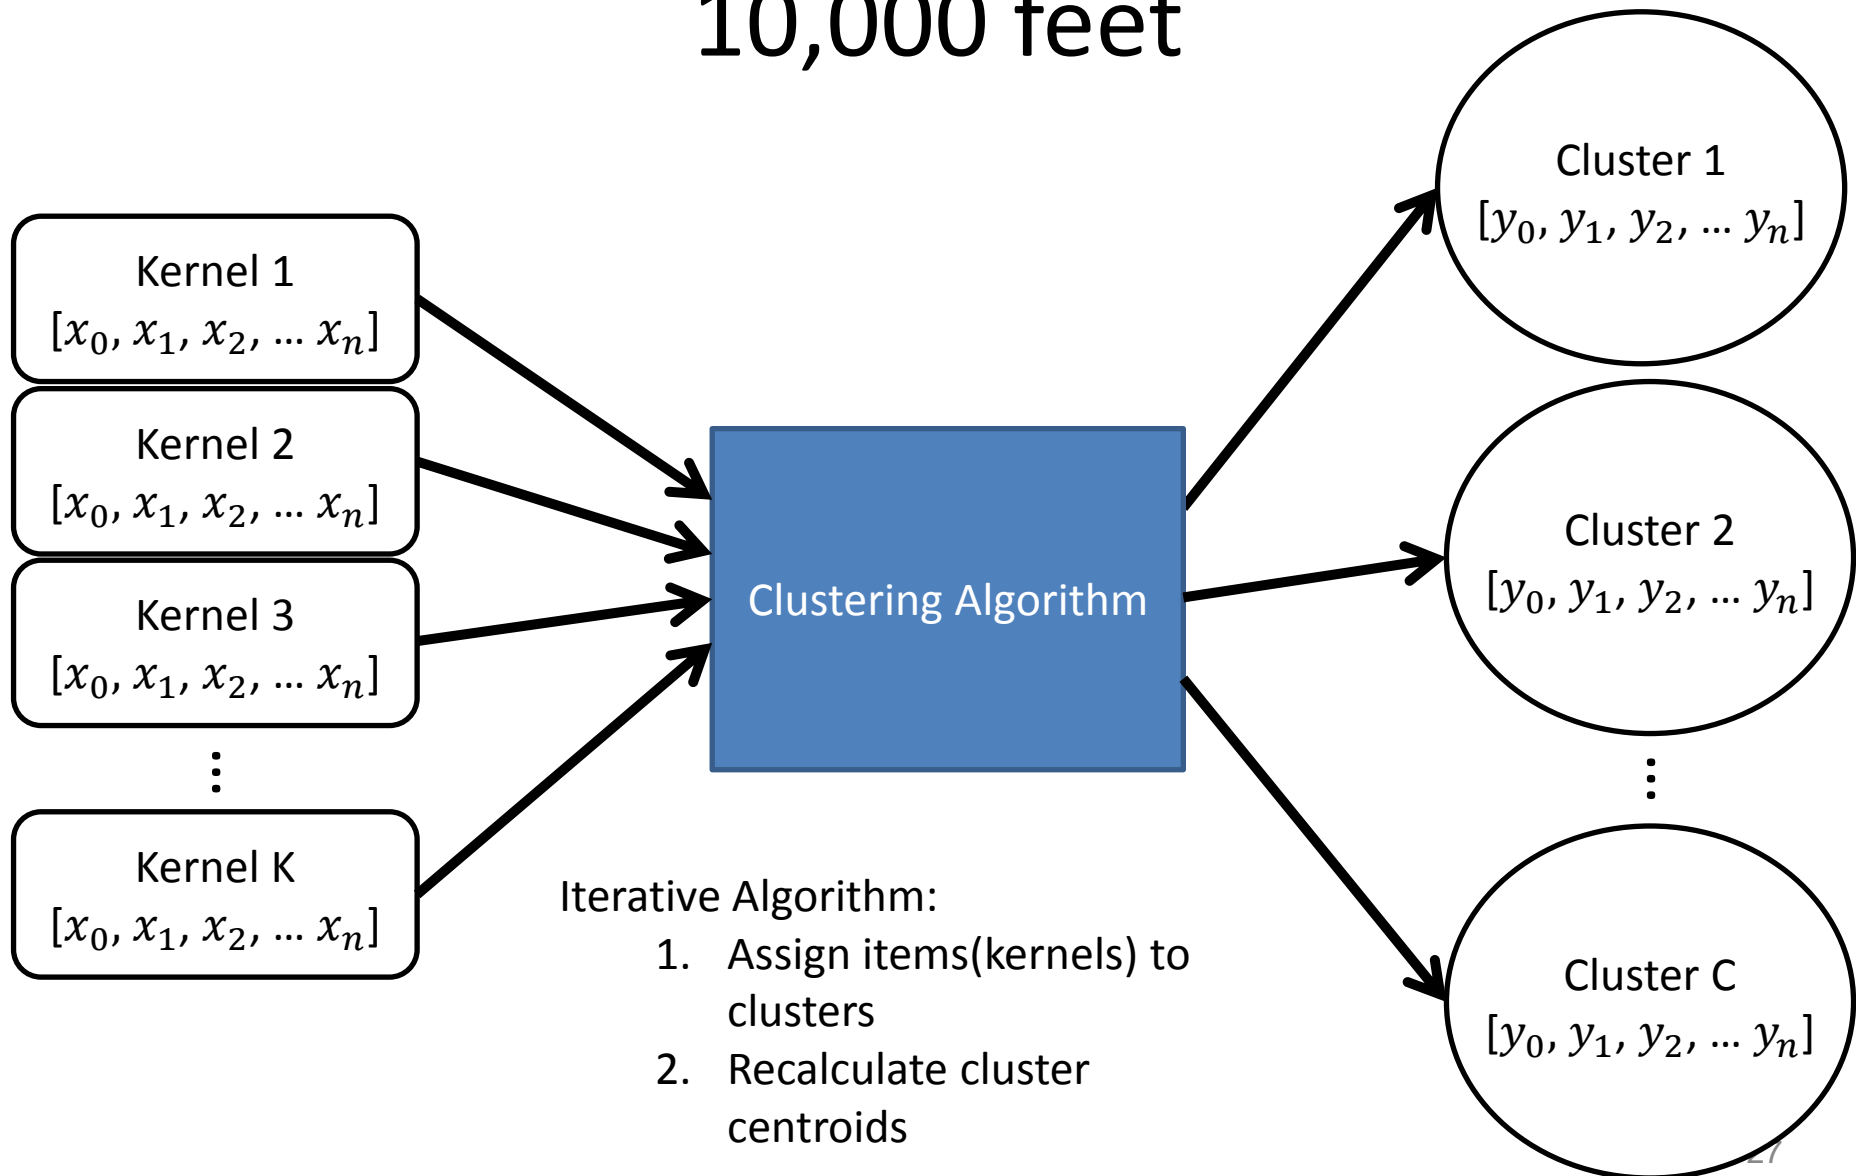 10,000 feet
Kernel 1
[x₀, x₁, x₂, … xₙ]
Kernel 2
[x₀, x₁, x₂, … xₙ]
Kernel 3
[x₀, x₁, x₂, … xₙ]
⋮
Kernel K
[x₀, x₁, x₂, … xₙ]
Clustering Algorithm
Iterative Algorithm:
1. Assign items(kernels) to
clusters
2. Recalculate cluster
centroids
Cluster 1
[y₀, y₁, y₂, … yₙ]
Cluster 2
[y₀, y₁, y₂, … yₙ]
⋮
Cluster C
[y₀, y₁, y₂, … yₙ]
27